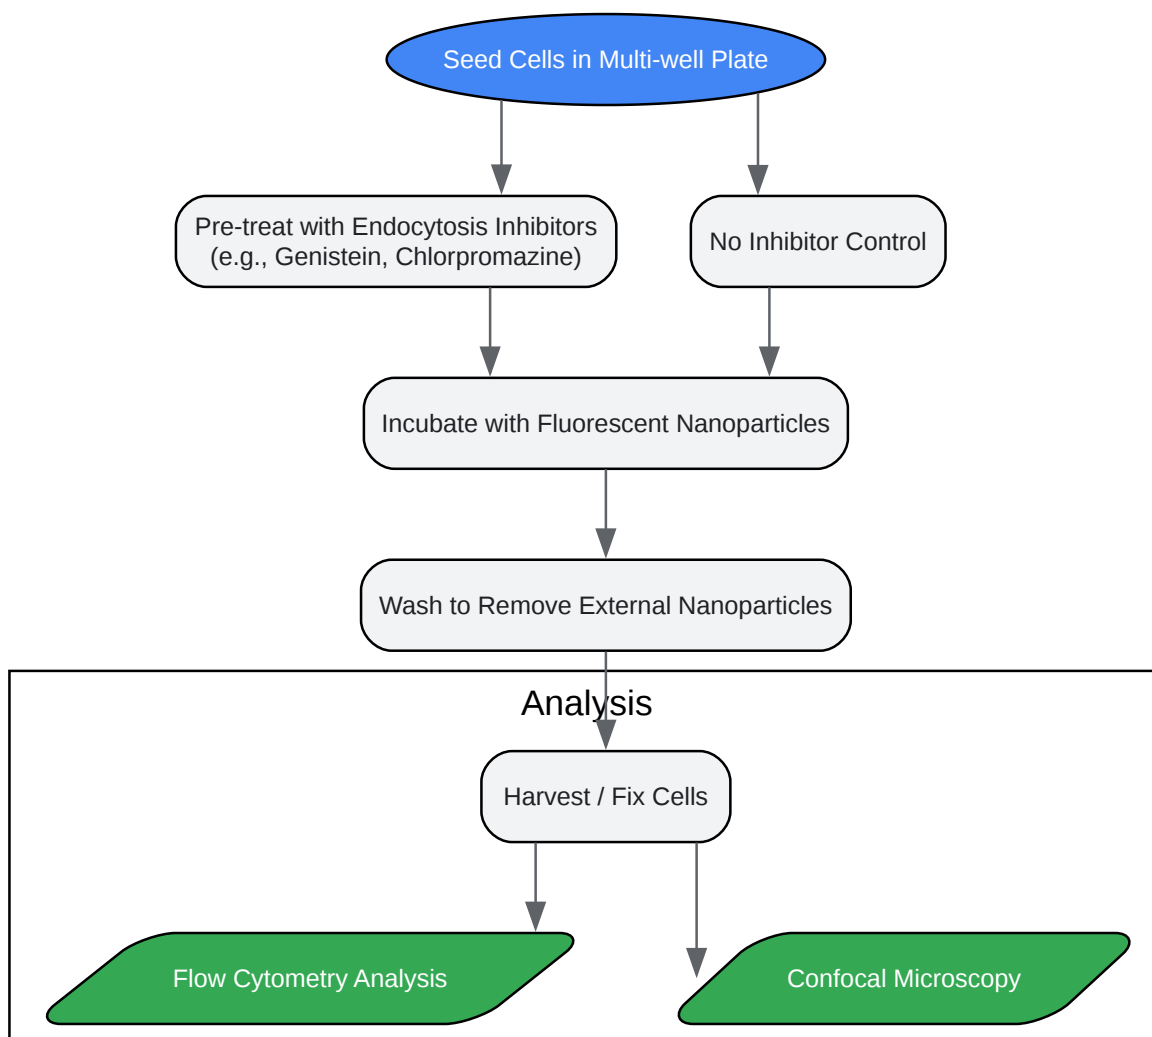 Seed Cells in Multi-well Plate
Pre-treat with Endocytosis Inhibitors
(e.g., Genistein, Chlorpromazine)
No Inhibitor Control
Incubate with Fluorescent Nanoparticles
Wash to Remove External Nanoparticles
Analysis
Harvest / Fix Cells
Flow Cytometry Analysis
Confocal Microscopy